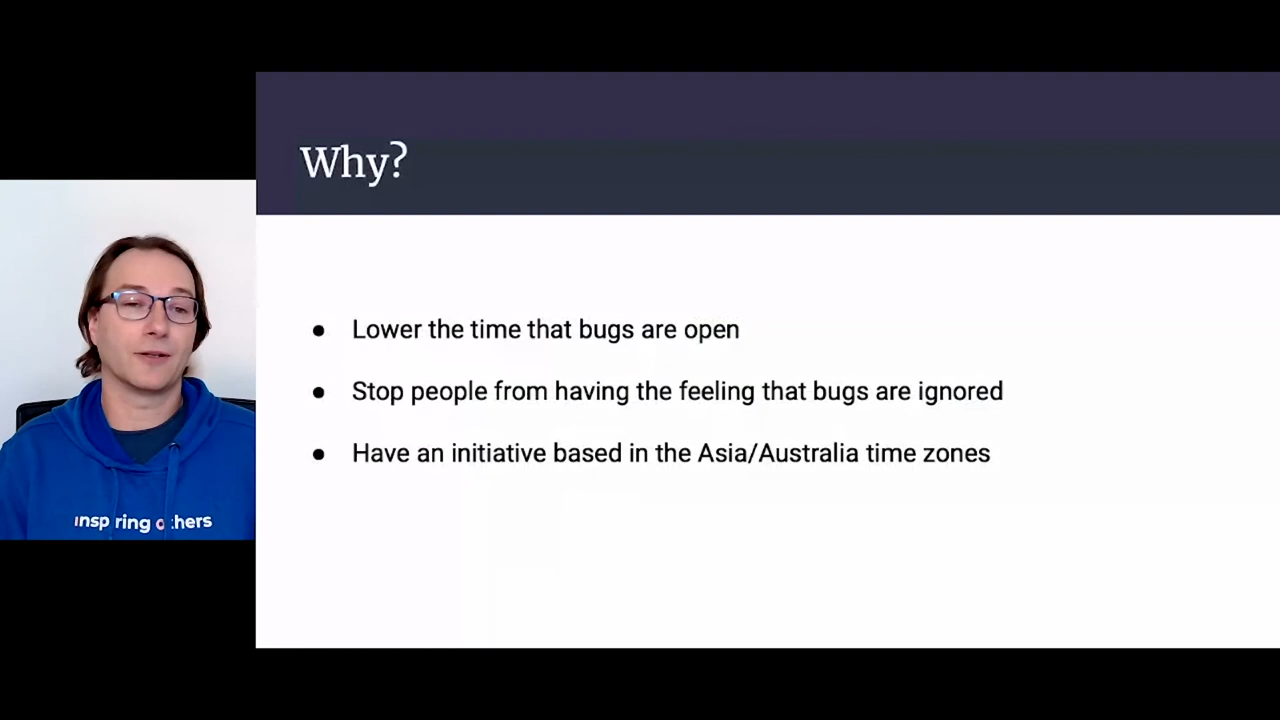 Why?
● Lower the time that bugs are open
● Stop people from having the feeling that bugs are ignored
● Have an initiative based in the Asia/Australia time zones
inspiring others